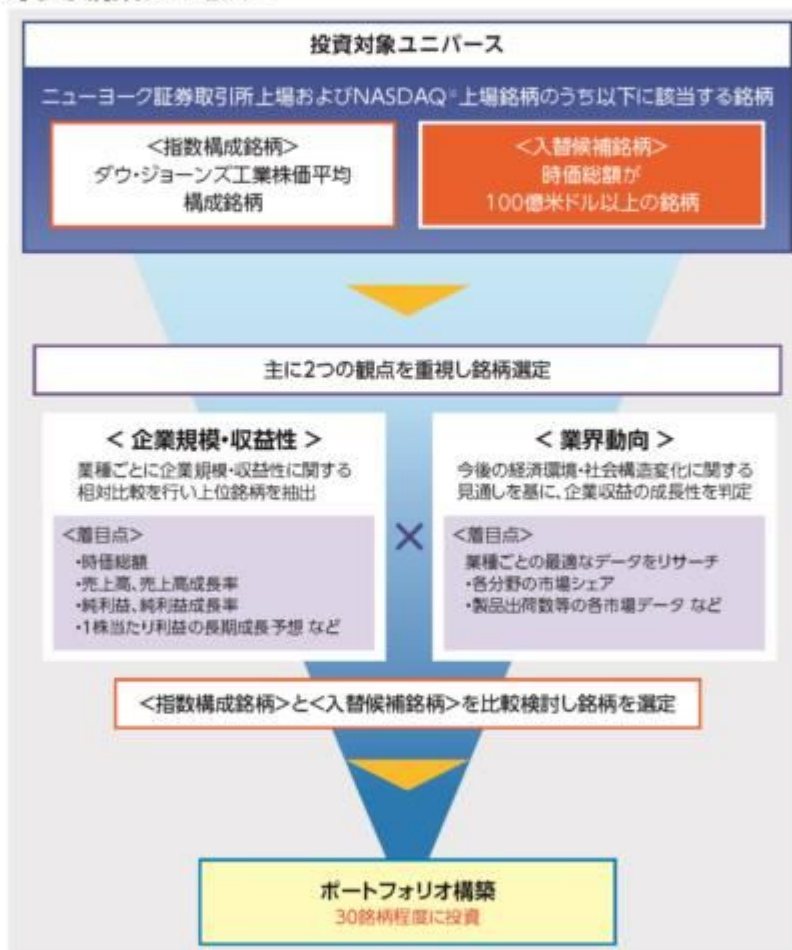 投資対象ユニバース
ニューヨーク証券取引所上場およびNASDAQ®上場銘柄のうち以下に該当する銘柄
<指数構成銘柄>
ダウ・ジョーンズ工業株価平均
構成銘柄
<入替候補銘柄>
時価総額が
100億米ドル以上の銘柄
主に2つの観点を重視し銘柄選定
< 企業規模・収益性 >
業種ごとに企業規模・収益性に関する
相対比較を行い上位銘柄を抽出
<着目点>
・時価総額
・売上高、売上高成長率
・純利益、純利益成長率
・1株当たり利益の長期成長予想 など
×
< 業界動向 >
今後の経済環境・社会構造変化に関する
見通しを基に、企業収益の成長性を判定
<着目点>
業種ごとの最適なデータをリサーチ
・各分野の市場シェア
・製品出荷数等の各市場データ など
<指数構成銘柄>と<入替候補銘柄>を比較検討し銘柄を選定
ポートフォリオ構築
30銘柄程度に投資